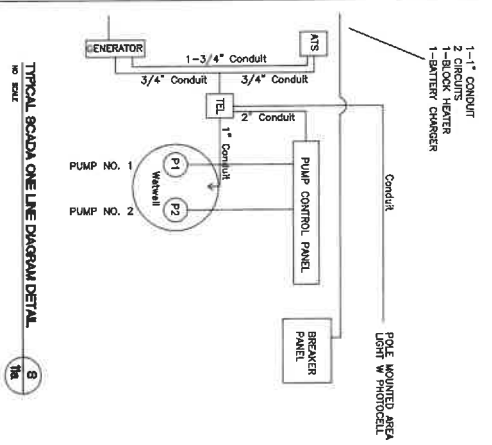 1-1" CONDUIT
2 CIRCUITS
1-BLOCK HEATER
1-BATTERY CHARGER
GENERATOR
ATS
1-3/4" Conduit
3/4" Conduit
3/4" Conduit
TEL
2" Conduit
1" Conduit
Conduit
PUMP NO. 1
P1
Wetwell
PUMP NO. 2
P2
PUMP CONTROL PANEL
BREAKER
PANEL
POLE MOUNTED AREA
LIGHT W PHOTOCELL
TYPICAL SCADA ONE LINE DIAGRAM DETAIL
NO SCALE
8
11a